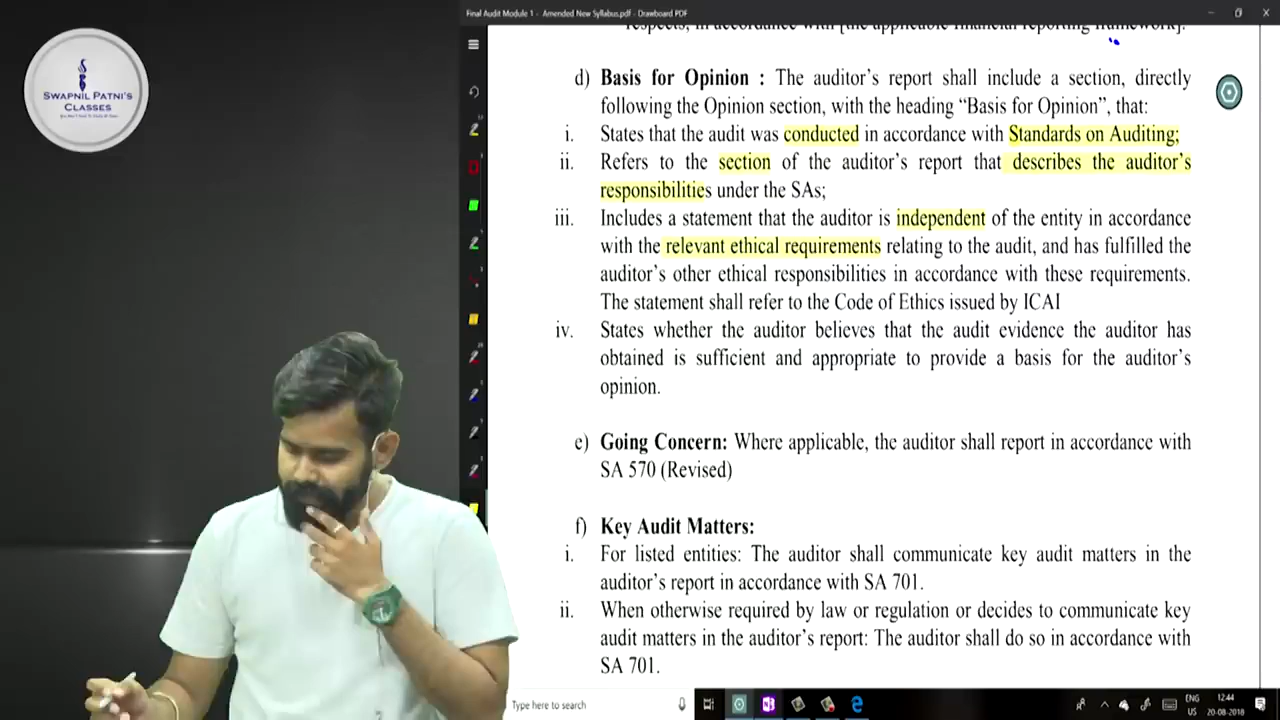 Final Audit Module 1 - Amended New Syllabus.pdf - Drawboard PDF
SWAPNIL PATNI'S
CLASSES
respects, in accordance with [the applicable financial reporting framework].
d) Basis for Opinion : The auditor's report shall include a section, directly
following the Opinion section, with the heading “Basis for Opinion”, that:
i. States that the audit was conducted in accordance with Standards on Auditing;
ii. Refers to the section of the auditor's report that describes the auditor's
responsibilities under the SAs;
iii. Includes a statement that the auditor is independent of the entity in accordance
with the relevant ethical requirements relating to the audit, and has fulfilled the
auditor's other ethical responsibilities in accordance with these requirements.
The statement shall refer to the Code of Ethics issued by ICAI
iv. States whether the auditor believes that the audit evidence the auditor has
obtained is sufficient and appropriate to provide a basis for the auditor's
opinion.
e) Going Concern: Where applicable, the auditor shall report in accordance with
SA 570 (Revised)
f) Key Audit Matters:
i. For listed entities: The auditor shall communicate key audit matters in the
auditor's report in accordance with SA 701.
ii. When otherwise required by law or regulation or decides to communicate key
audit matters in the auditor's report: The auditor shall do so in accordance with
SA 701.
Type here to search
ENG
US
12:44
20-08-2018